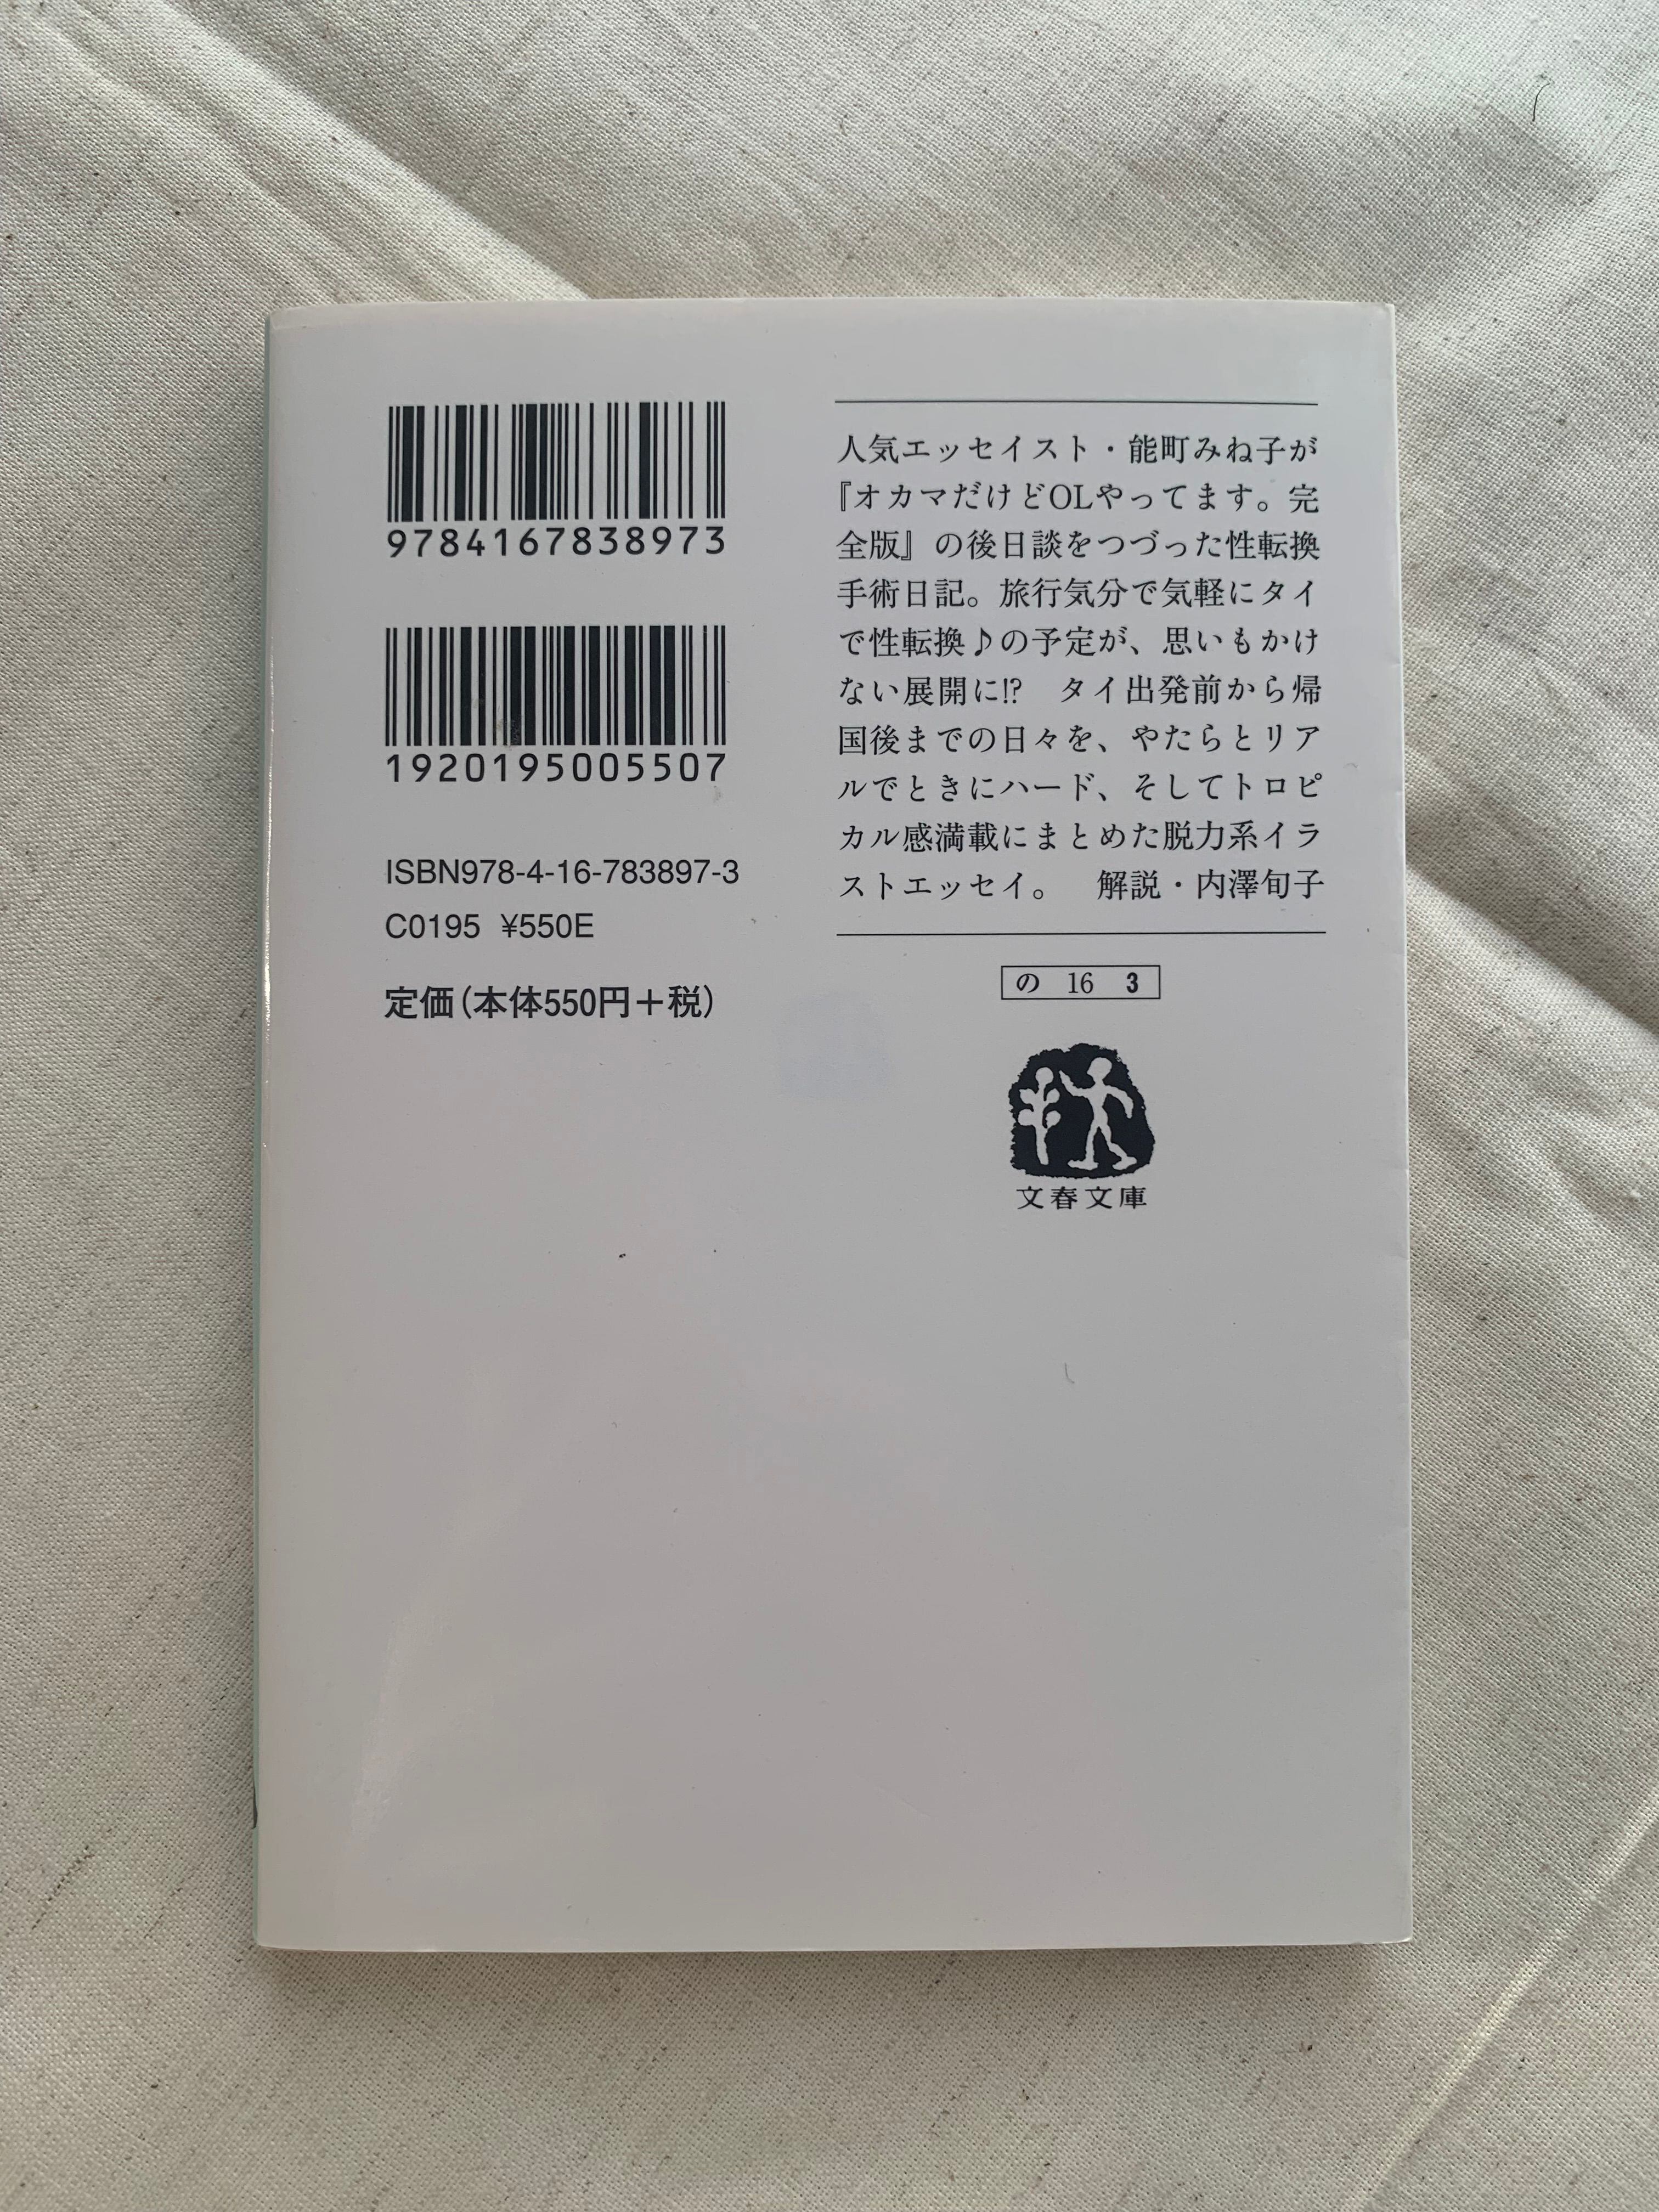 9784167838973
1920195005507
ISBN978-4-16-783897-3
C0195 ¥550E
定価(本体550円＋税)
人気エッセイスト・能町みね子が
『オカマだけどOLやってます。完
全版』の後日談をつづった性転換
手術日記。旅行気分で気軽にタイ
で性転換♪の予定が、思いもかけ
ない展開に!?　タイ出発前から帰
国後までの日々を、やたらとリア
ルでときにハード、そしてトロピ
カル感満載にまとめた脱力系イラ
ストエッセイ。　解説・内澤旬子
の 16 3
文春文庫